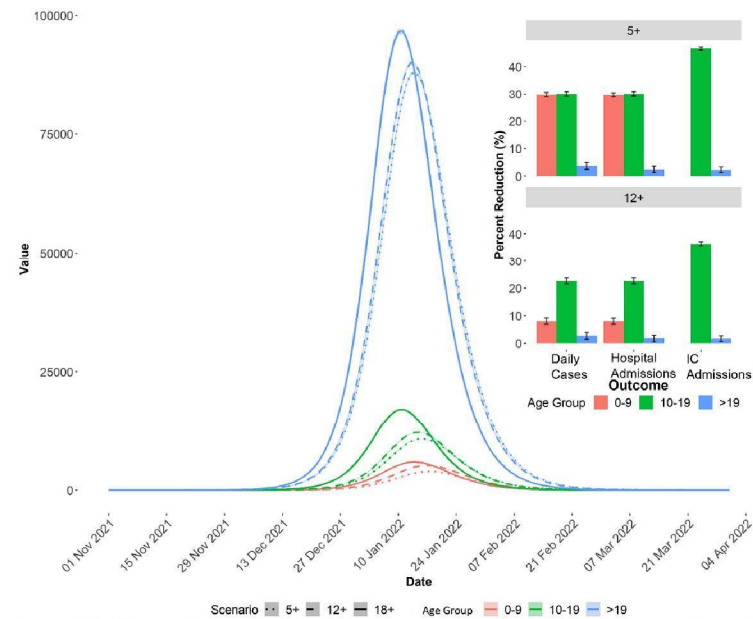 100000
75000
50000
25000
0
Value
01 Nov 2021
15 Nov 2021
29 Nov 2021
13 Dec 2021
27 Dec 2021
10 Jan 2022
24 Jan 2022
07 Feb 2022
21 Feb 2022
07 Mar 2022
21 Mar 2022
04 Apr 2022
Date
5+
40
30
20
10
0
Percent Reduction (%)
12+
40
30
20
10
0
Daily
Cases
Hospital
Admissions
IC
Admissions
Outcome
Age Group 0-9 10-19 >19
Scenario 5+ 12+ 18+ Age Group 0-9 10-19 >19